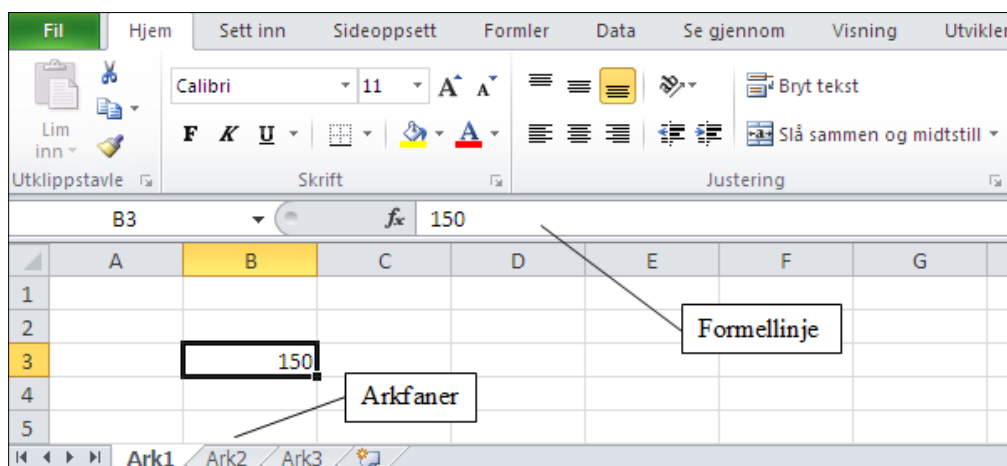 Fil Hjem Sett inn Sideoppsett Formler Data Se gjennom Visning Utvikler
Calibri 11 A A Bryt tekst
Lim
inn
F K U A Slå sammen og midtstill
Utklippstavle Skrift Justering
B3 fx 150
A B C D E F G
1
2
Formellinje
3 150
4 Arkfaner
5
Ark1 Ark2 Ark3